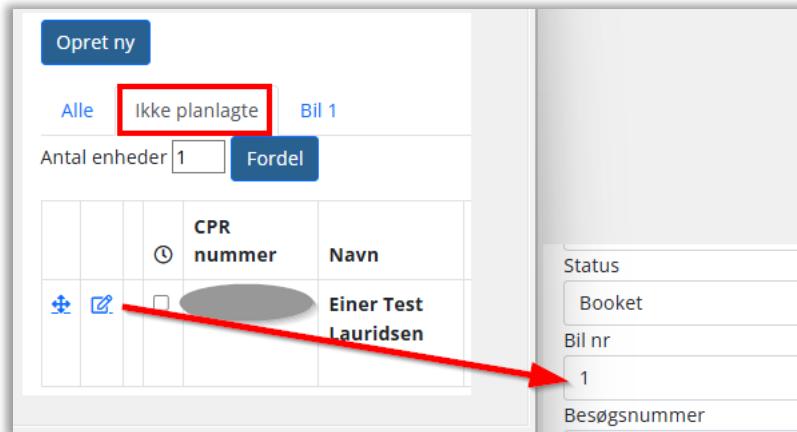 Opret ny
Alle Ikke planlagte Bil 1
Antal enheder 1 Fordel
CPR
nummer Navn
Einer Test
Lauridsen
Status
Booket
Bil nr
1
Besøgsnummer